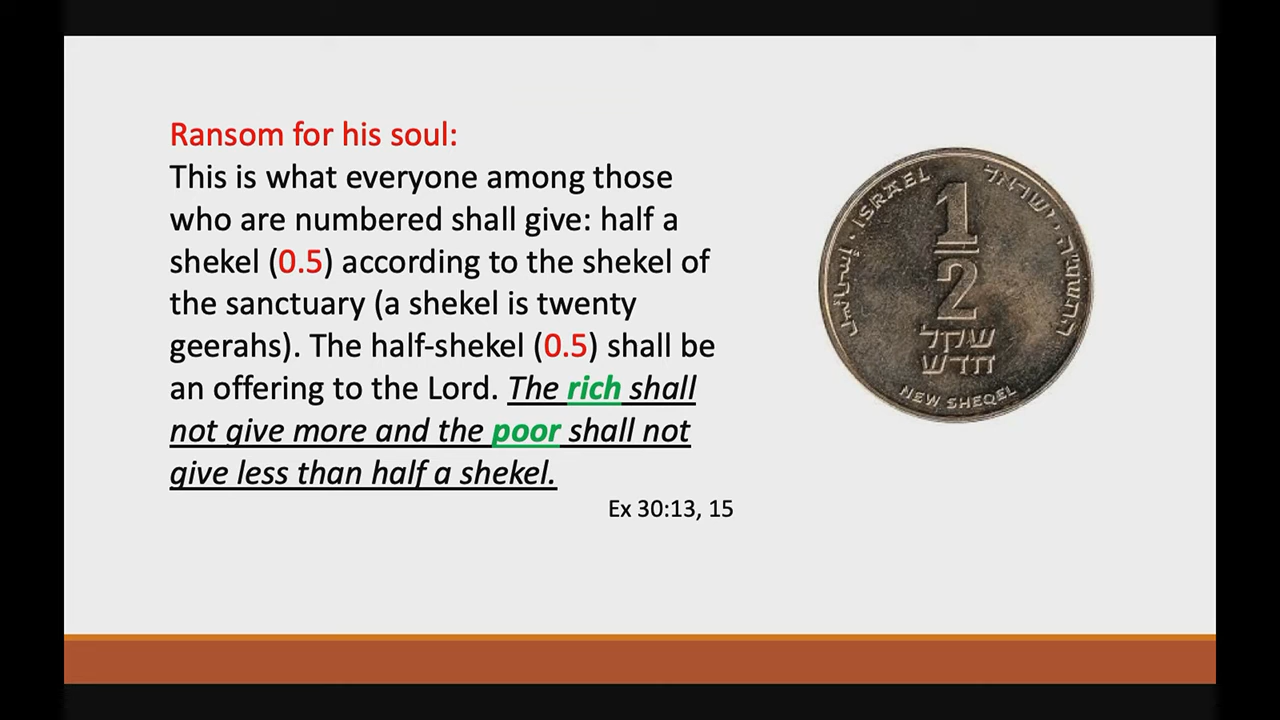 Ransom for his soul:
This is what everyone among those
who are numbered shall give: half a
shekel (0.5) according to the shekel of
the sanctuary (a shekel is twenty
geerahs). The half-shekel (0.5) shall be
an offering to the Lord. The rich shall
not give more and the poor shall not
give less than half a shekel.
Ex 30:13, 15
ISRAEL
ישראל
إسرائيل
1
2
שקל
חדש
NEW SHEQEL